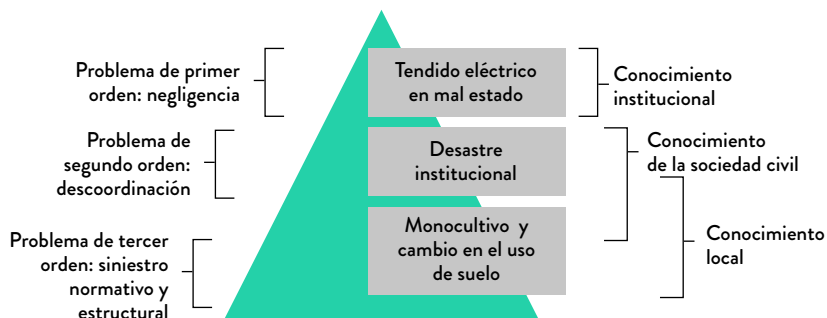 Problema de primer
orden: negligencia
Tendido eléctrico
en mal estado
Conocimiento
institucional
Problema de
segundo orden:
descoordinación
Desastre
institucional
Conocimiento
de la sociedad civil
Problema de tercer
orden: siniestro
normativo y
estructural
Monocultivo y
cambio en el uso
de suelo
Conocimiento
local